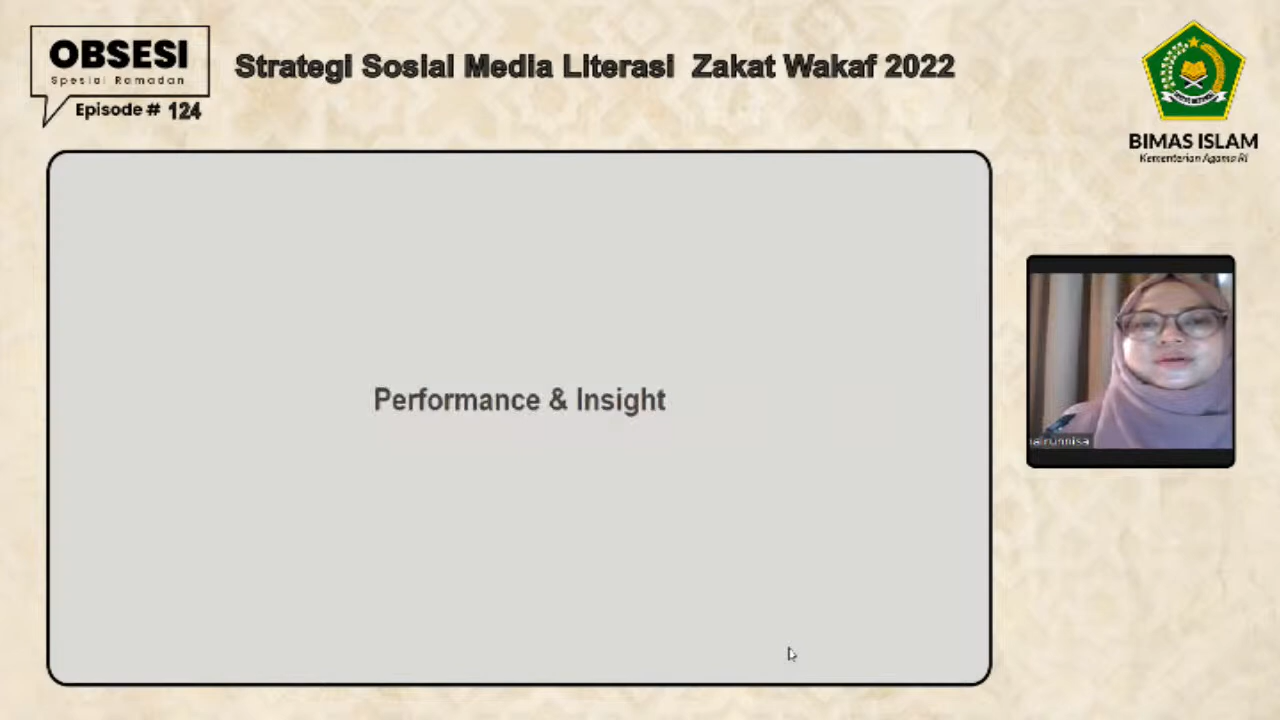 OBSESI
Spesial Ramadan
Episode # 124
Strategi Sosial Media Literasi Zakat Wakaf 2022
BIMAS ISLAM
Kementerian Agama RI
Performance & Insight